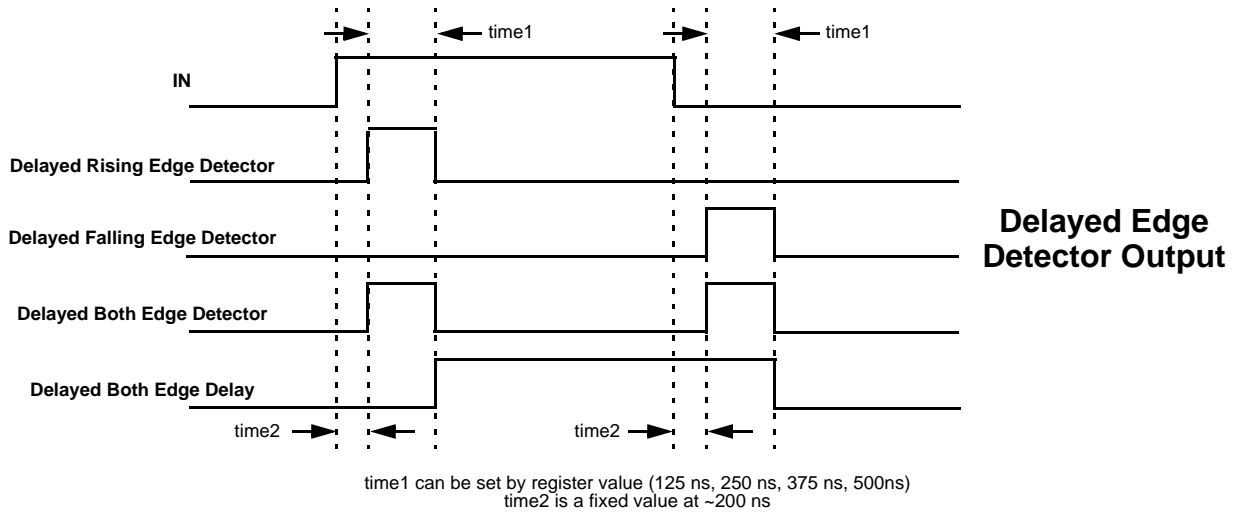 time1
time1
IN
Delayed Rising Edge Detector
Delayed Falling Edge Detector
Delayed Edge
Detector Output
Delayed Both Edge Detector
Delayed Both Edge Delay
time2
time2
time1 can be set by register value (125 ns, 250 ns, 375 ns, 500ns)
time2 is a fixed value at ~200 ns